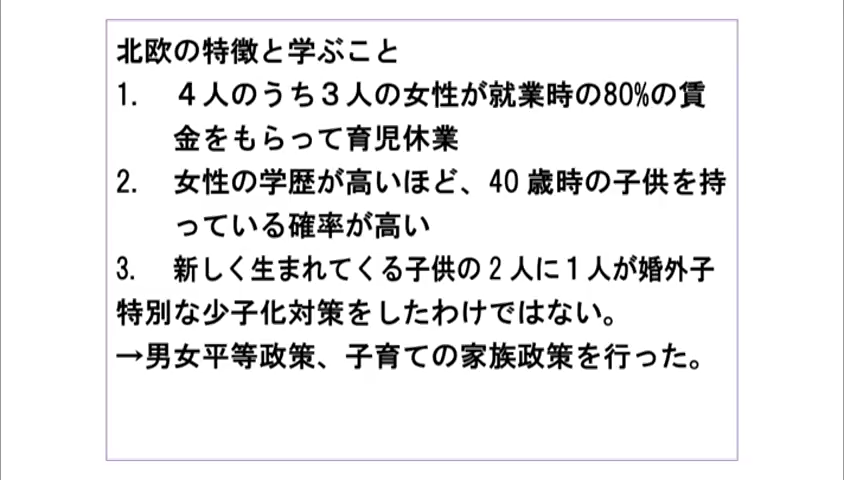 北欧の特徴と学ぶこと
1. 4人のうち3人の女性が就業時の80%の賃
金をもらって育児休業
2. 女性の学歴が高いほど、40歳時の子供を持
っている確率が高い
3. 新しく生まれてくる子供の2人に1人が婚外子
特別な少子化対策をしたわけではない。
→男女平等政策、子育ての家族政策を行った。